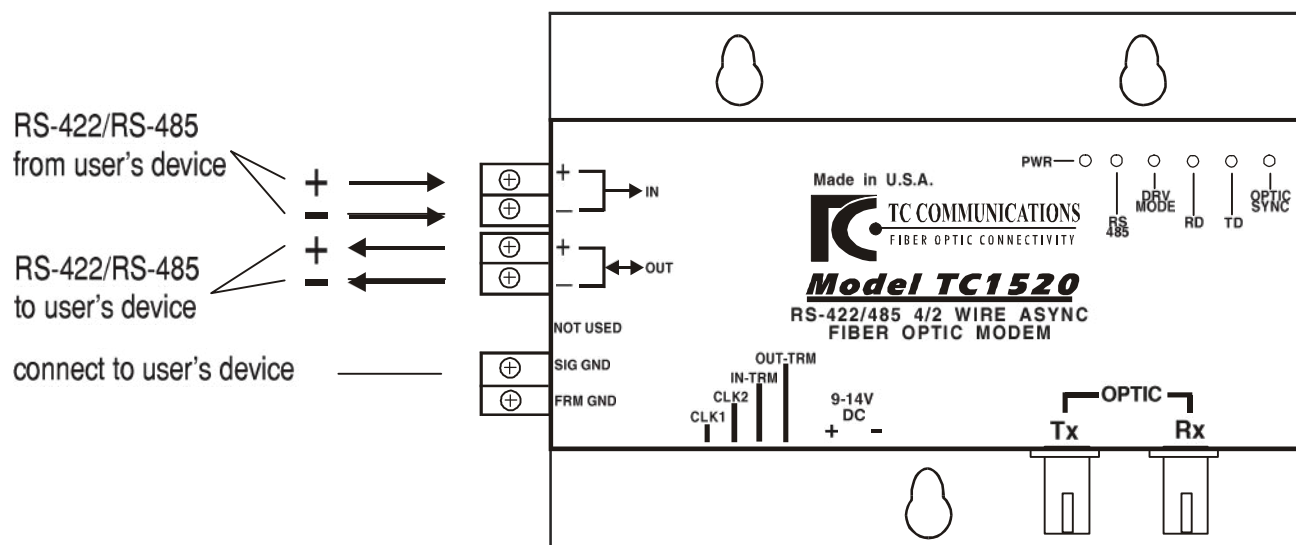 RS-422/RS-485
from user's device
+
–
+
–
RS-422/RS-485
to user's device
connect to user's device
+
–
IN
+
–
OUT
NOT USED
SIG GND
FRM GND
Made in U.S.A.
TC
TC COMMUNICATIONS
FIBER OPTIC CONNECTIVITY
Model TC1520
RS-422/485 4/2 WIRE ASYNC
FIBER OPTIC MODEM
PWR
RS
485
DRV
MODE
RD
TD
OPTIC
SYNC
CLK1
CLK2
IN-TRM
OUT-TRM
9-14V
DC
+ –
OPTIC
Tx Rx